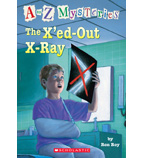 A to Z MYSTERIES
The X'ed-Out
X-Ray
by
Ron Roy
SCHOLASTIC